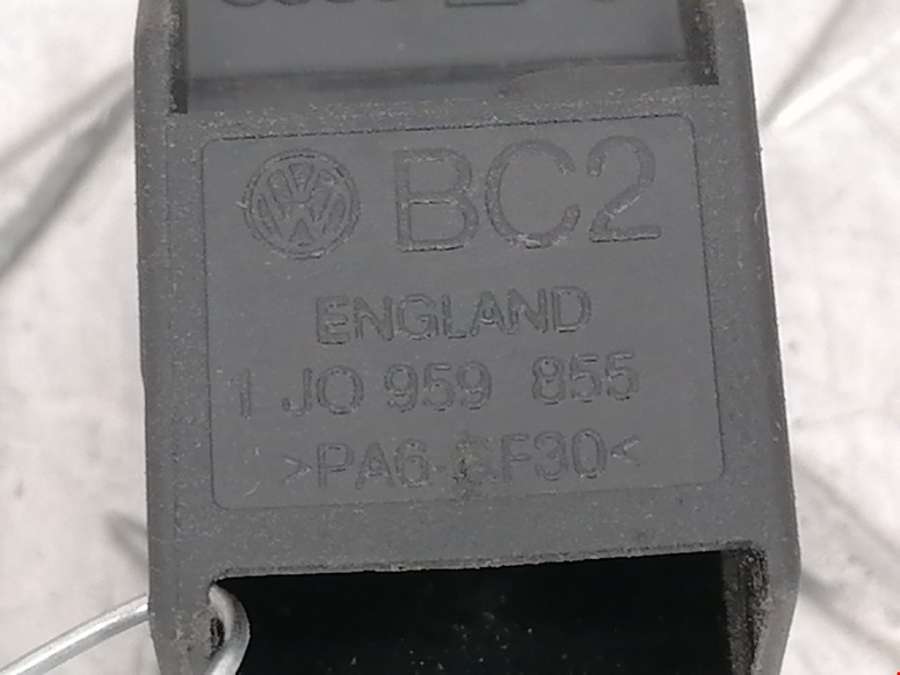 BC2
ENGLAND
1J0 959 855
>PA6-GF30<